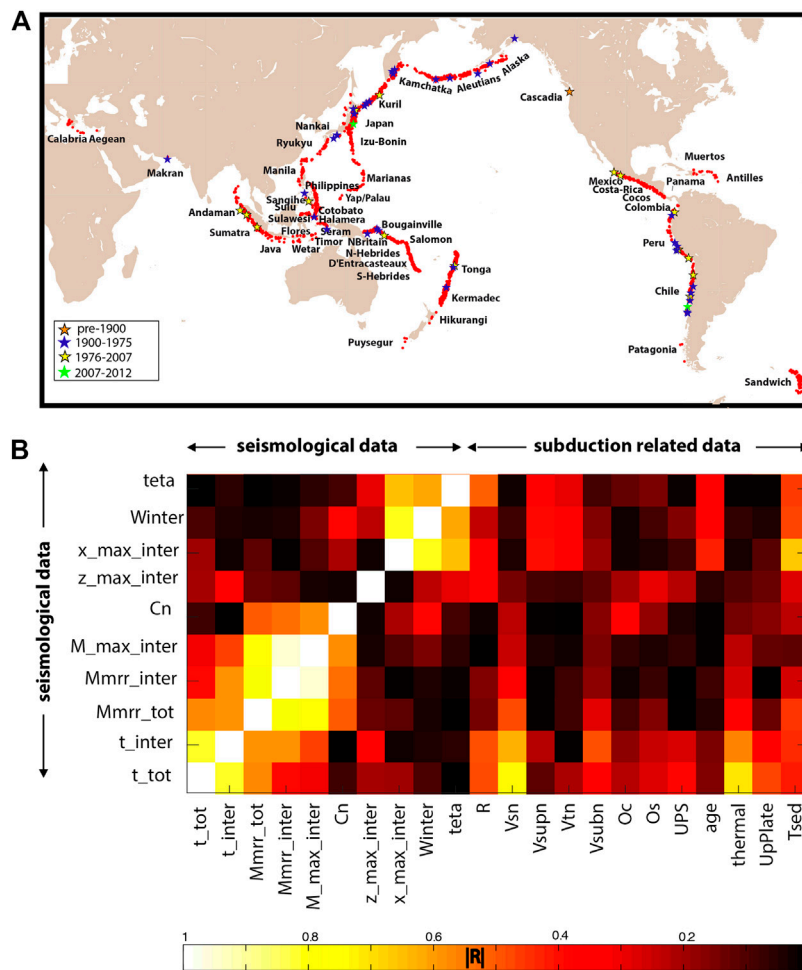 A
Alaska
Kamchatka
Aleutians
Kuril
Cascadia
Calabria Aegean
Nankai
Japan
Ryukyu
Izu-Bonin
Makran
Manila
Marianas
Muertos
Mexico
Costa-Rica
Panama
Antilles
Philippines
Sangihe
Sulu
Yap/Palau
Cocos
Colombia
Andaman
Sulawesi
Cotobato
Halamera
Bougainville
Sumatra
Flores
Seram
NBritain
Salomon
Peru
Java
Wetar
Timor
N-Hebrides
D'Entracasteaux
S-Hebrides
Tonga
Kermadec
Chile
Hikurangi
Puysegur
Patagonia
Sandwich
pre-1900
1900-1975
1976-2007
2007-2012
B
seismological data
subduction related data
seismological data
teta
Winter
x_max_inter
z_max_inter
Cn
M_max_inter
Mmrr_inter
Mmrr_tot
t_inter
t_tot
t_tot
t_inter
Mmrr_tot
Mmrr_inter
M_max_inter
Cn
z_max_inter
x_max_inter
Winter
teta
R
Vsn
Vsupn
Vtn
Vsubn
Oc
Os
UPS
age
thermal
UpPlate
Tsed
1 0.8 0.6 0.4 0.2
|R|